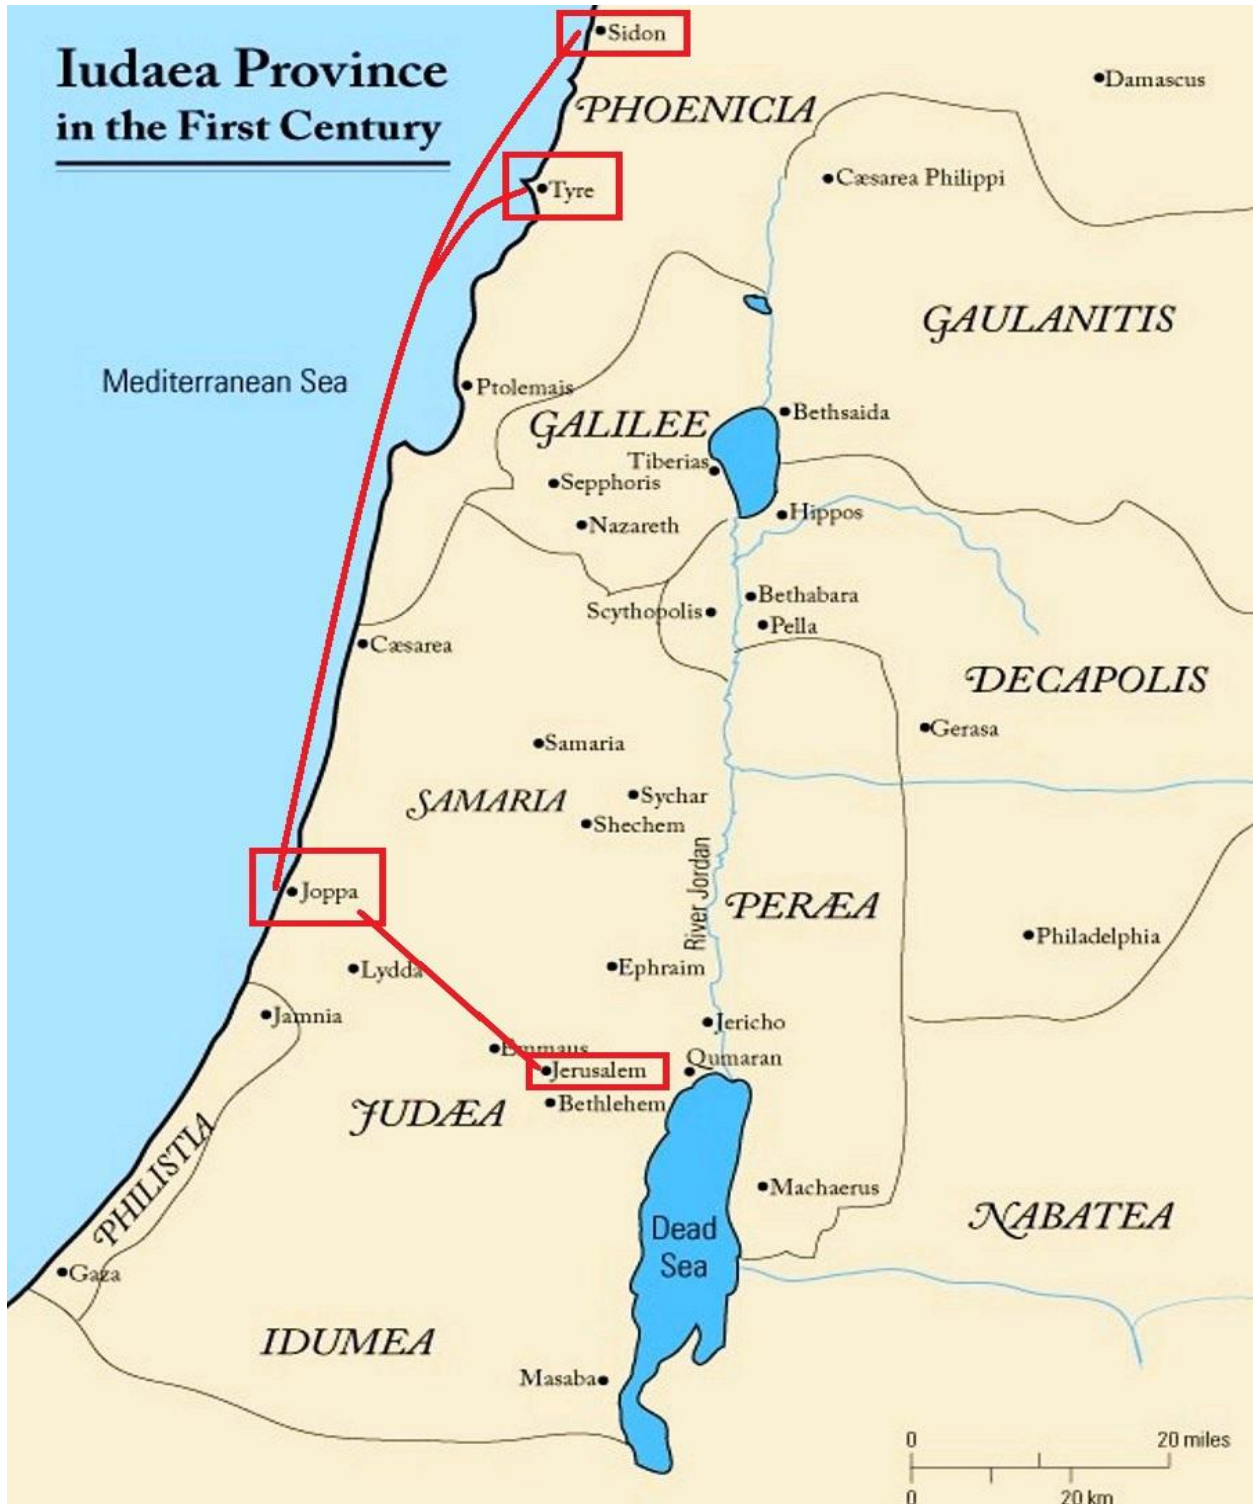 Iudaea Province
in the First Century
Sidon
PHOENICIA
Damascus
Tyre
Cæsarea Philippi
GAULANITIS
Mediterranean Sea
Ptolemais
Bethsaida
GALILEE
Tiberias
Sepphoris
Hippos
Nazareth
Bethabara
Scythopolis
Pella
Cæsarea
DECAPOLIS
Gerasa
Samaria
SAMARIA
Sychar
Shechem
River Jordan
Joppa
PERÆA
Philadelphia
Lydda
Ephraim
Jamnia
Jericho
Emmaus
Qumaran
Jerusalem
Bethlehem
JUDÆA
PHILISTIA
Machaerus
NABATEA
Dead
Sea
Gaza
IDUMEA
Masaba
0 20 miles
0 20 km